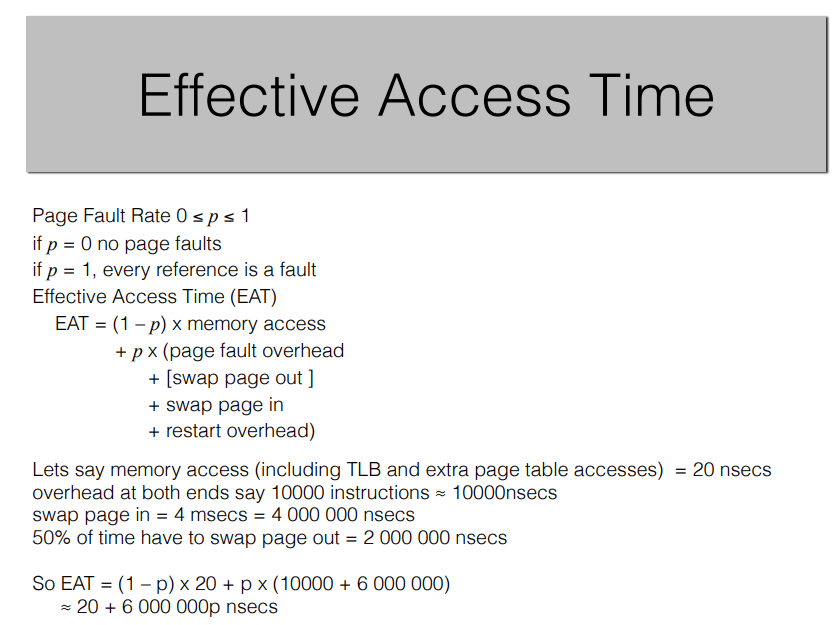 Effective Access Time
Page Fault Rate 0 ≤ p ≤ 1
if p = 0 no page faults
if p = 1, every reference is a fault
Effective Access Time (EAT)
EAT = (1 – p) x memory access
+ p x (page fault overhead
+ [swap page out ]
+ swap page in
+ restart overhead)
Lets say memory access (including TLB and extra page table accesses) = 20 nsecs
overhead at both ends say 10000 instructions ≈ 10000nsecs
swap page in = 4 msecs = 4 000 000 nsecs
50% of time have to swap page out = 2 000 000 nsecs
So EAT = (1 – p) x 20 + p x (10000 + 6 000 000)
≈ 20 + 6 000 000p nsecs